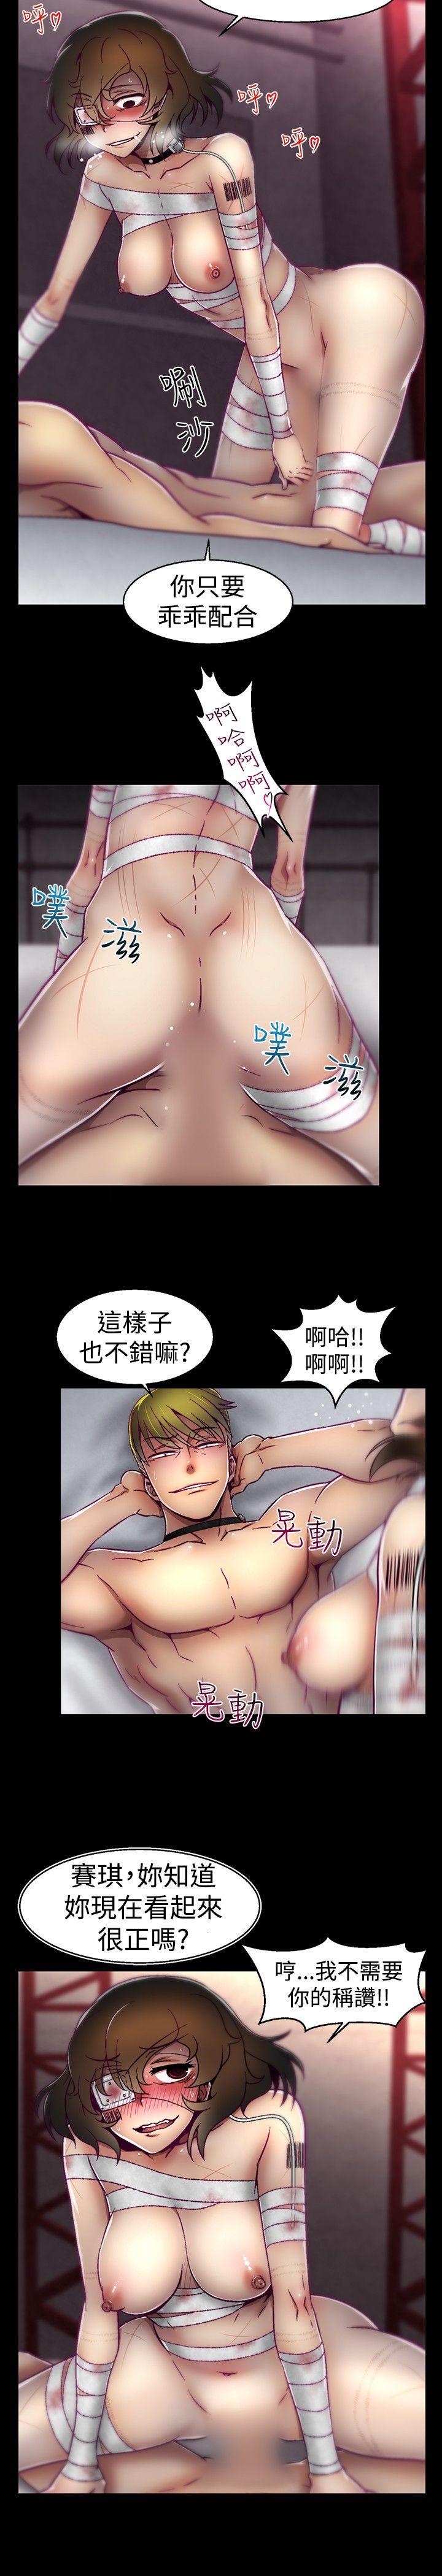 呼♡
呼♡
呼♡
唰
沙
你只要
乖乖配合
啊
哈
啊
啊♡
噗
滋
噗
滋
這樣子
也不錯嘛?
啊哈!!
啊啊!!
晃動
晃動
賽琪,妳知道
妳現在看起來
很正嗎?
哼…我不需要
你的稱讚!!